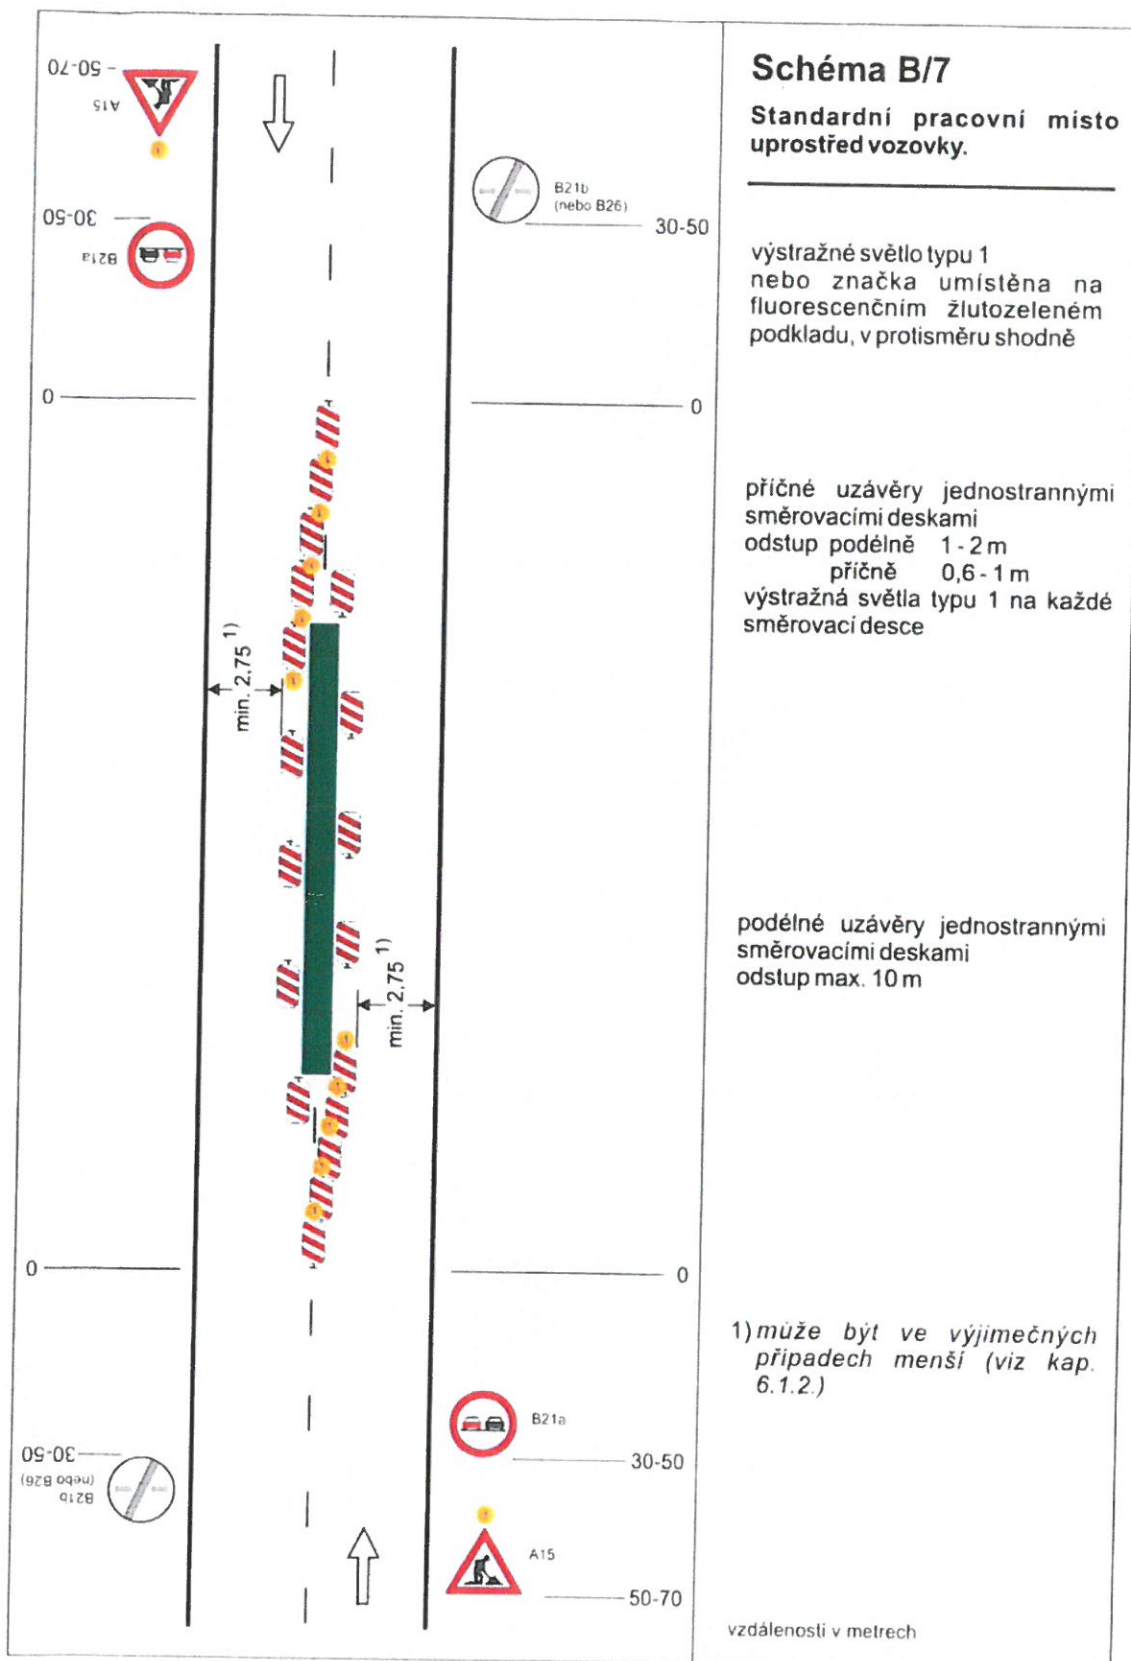 50-70
A15
30-50
B21a
0
min. 2,75 1)
min. 2,75 1)
0
30-50
B21b
(nebo B26)
B21b
(nebo B26)
30-50
0
0
B21a
30-50
A15
50-70
Schéma B/7
Standardní pracovní místo
uprostřed vozovky.
výstražné světlo typu 1
nebo značka umístěna na
fluorescenčním žlutozeleném
podkladu, v protisměru shodně
příčné uzávěry jednostrannými
směrovacími deskami
odstup podélně 1 - 2 m
příčně 0,6 - 1 m
výstražná světla typu 1 na každé
směrovací desce
podélné uzávěry jednostrannými
směrovacími deskami
odstup max. 10 m
1) může být ve výjimečných
případech menší (viz kap.
6.1.2.)
vzdálenosti v metrech